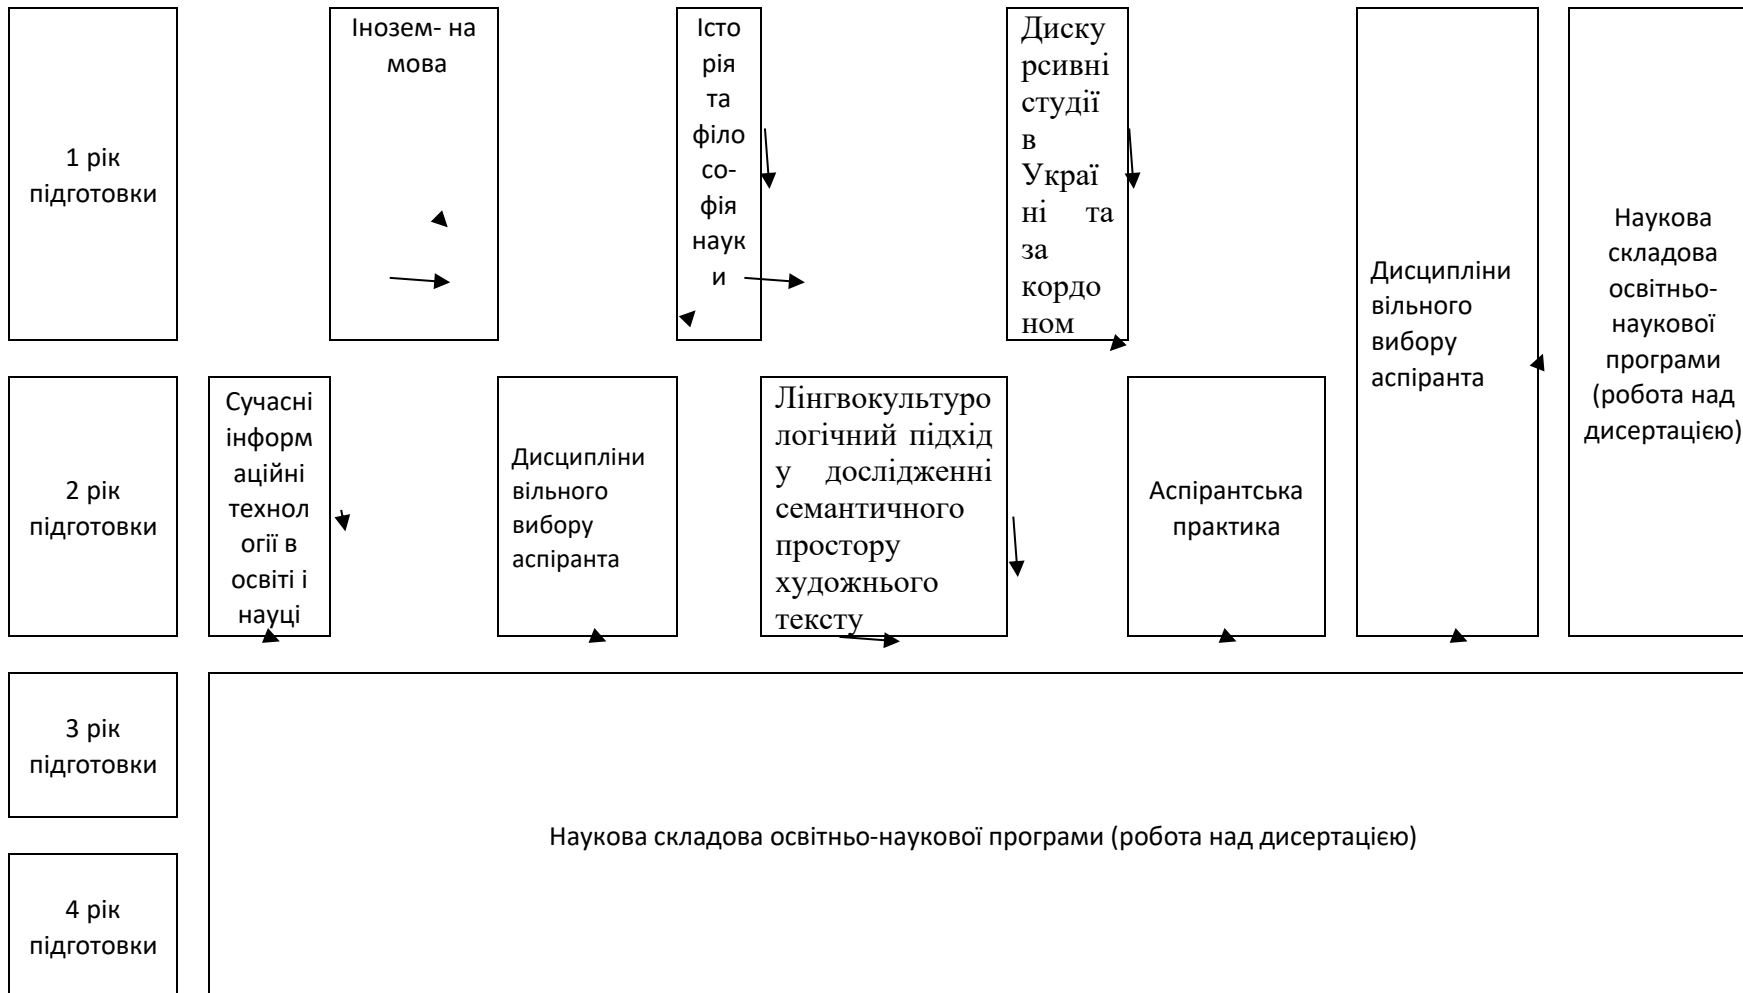 1 рік
підготовки
Інозем- на
мова
Істо
рія
та
філо
со-
фія
наук
и
Диску
рсивні
студії
в
Украї
ні та
за
кордо
ном
Дисципліни
вільного
вибору
аспіранта
Наукова
складова
освітньо-
наукової
програми
(робота над
дисертацією)
2 рік
підготовки
Сучасні
інформ
аційні
технол
огії в
освіті і
науці
Дисципліни
вільного
вибору
аспіранта
Лінгвокультуро
логічний підхід
у дослідженні
семантичного
простору
художнього
тексту
Аспірантська
практика
3 рік
підготовки
Наукова складова освітньо-наукової програми (робота над дисертацією)
4 рік
підготовки